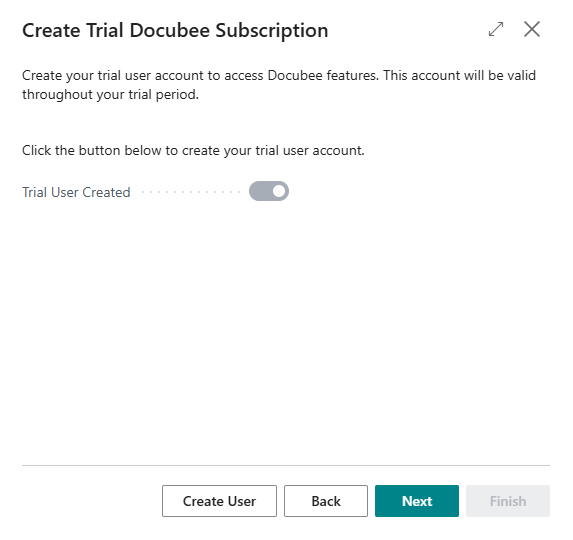 Create Trial Docubee Subscription
Create your trial user account to access Docubee features. This account will be valid
throughout your trial period.
Click the button below to create your trial user account.
Trial User Created
Create User
Back
Next
Finish